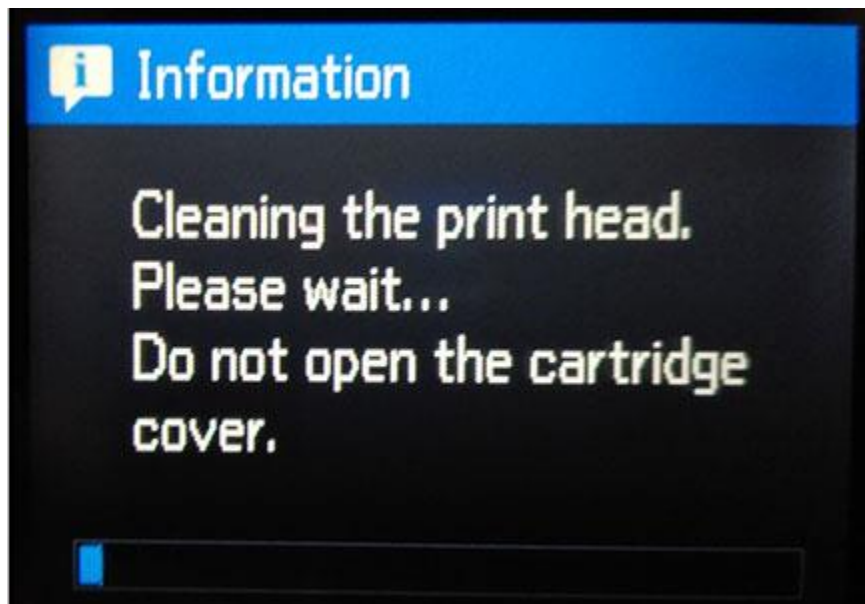 Information
Cleaning the print head.
Please wait...
Do not open the cartridge
cover.